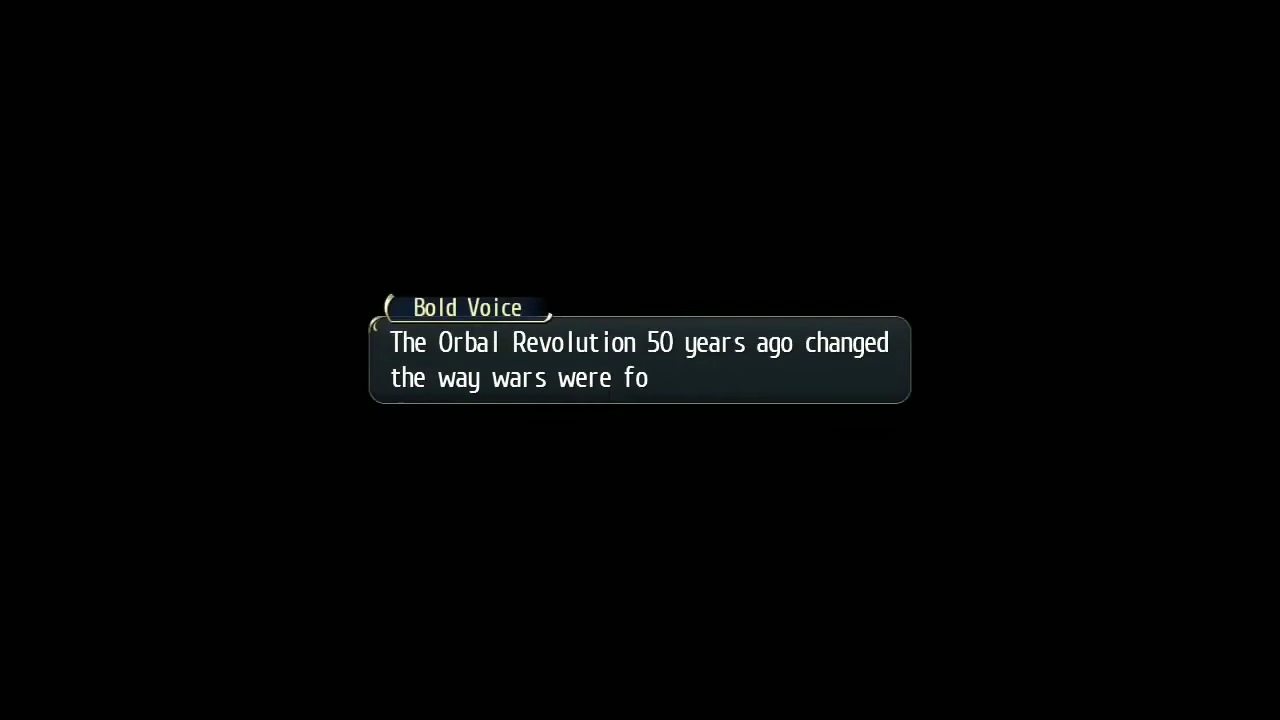 Bold Voice
The Orbal Revolution 50 years ago changed
the way wars were fo